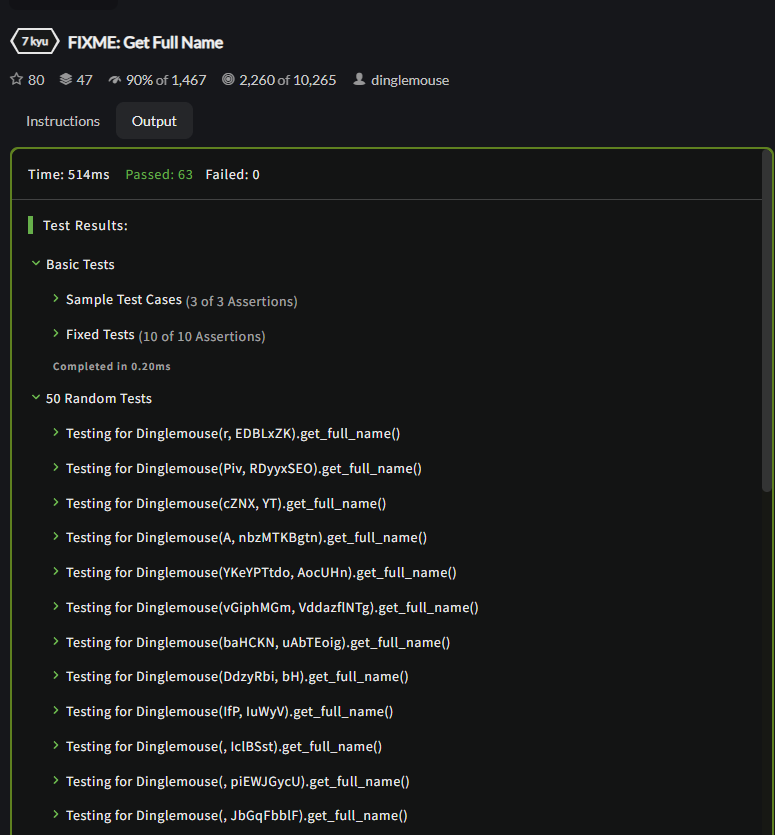 7 kyu FIXME: Get Full Name
80 47 90% of 1,467 2,260 of 10,265 dinglemouse
Instructions Output
Time: 514ms Passed: 63 Failed: 0
Test Results:
Basic Tests
Sample Test Cases (3 of 3 Assertions)
Fixed Tests (10 of 10 Assertions)
Completed in 0.20ms
50 Random Tests
Testing for Dinglemouse(r, EDBLxZK).get_full_name()
Testing for Dinglemouse(Piv, RDyyxSEO).get_full_name()
Testing for Dinglemouse(cZNX, YT).get_full_name()
Testing for Dinglemouse(A, nbzMTKBgtn).get_full_name()
Testing for Dinglemouse(YKeYPTtdo, AocUHn).get_full_name()
Testing for Dinglemouse(vGiphMGm, VddazflNTg).get_full_name()
Testing for Dinglemouse(baHCKN, uAbTEoig).get_full_name()
Testing for Dinglemouse(DdzyRbi, bH).get_full_name()
Testing for Dinglemouse(IfP, IuWyV).get_full_name()
Testing for Dinglemouse(, IclBSst).get_full_name()
Testing for Dinglemouse(, piEWJGycU).get_full_name()
Testing for Dinglemouse(, JbGqFbblF).get_full_name()